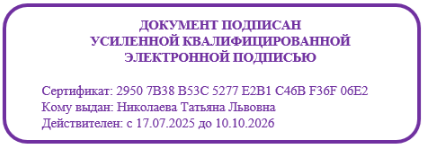 ДОКУМЕНТ ПОДПИСАН
УСИЛЕННОЙ КВАЛИФИЦИРОВАННОЙ
ЭЛЕКТРОННОЙ ПОДПИСЬЮ
Сертификат: 2950 7B38 B53C 5277 E2B1 C46B F36F 06E2
Кому выдан: Николаева Татьяна Львовна
Действителен: с 17.07.2025 до 10.10.2026